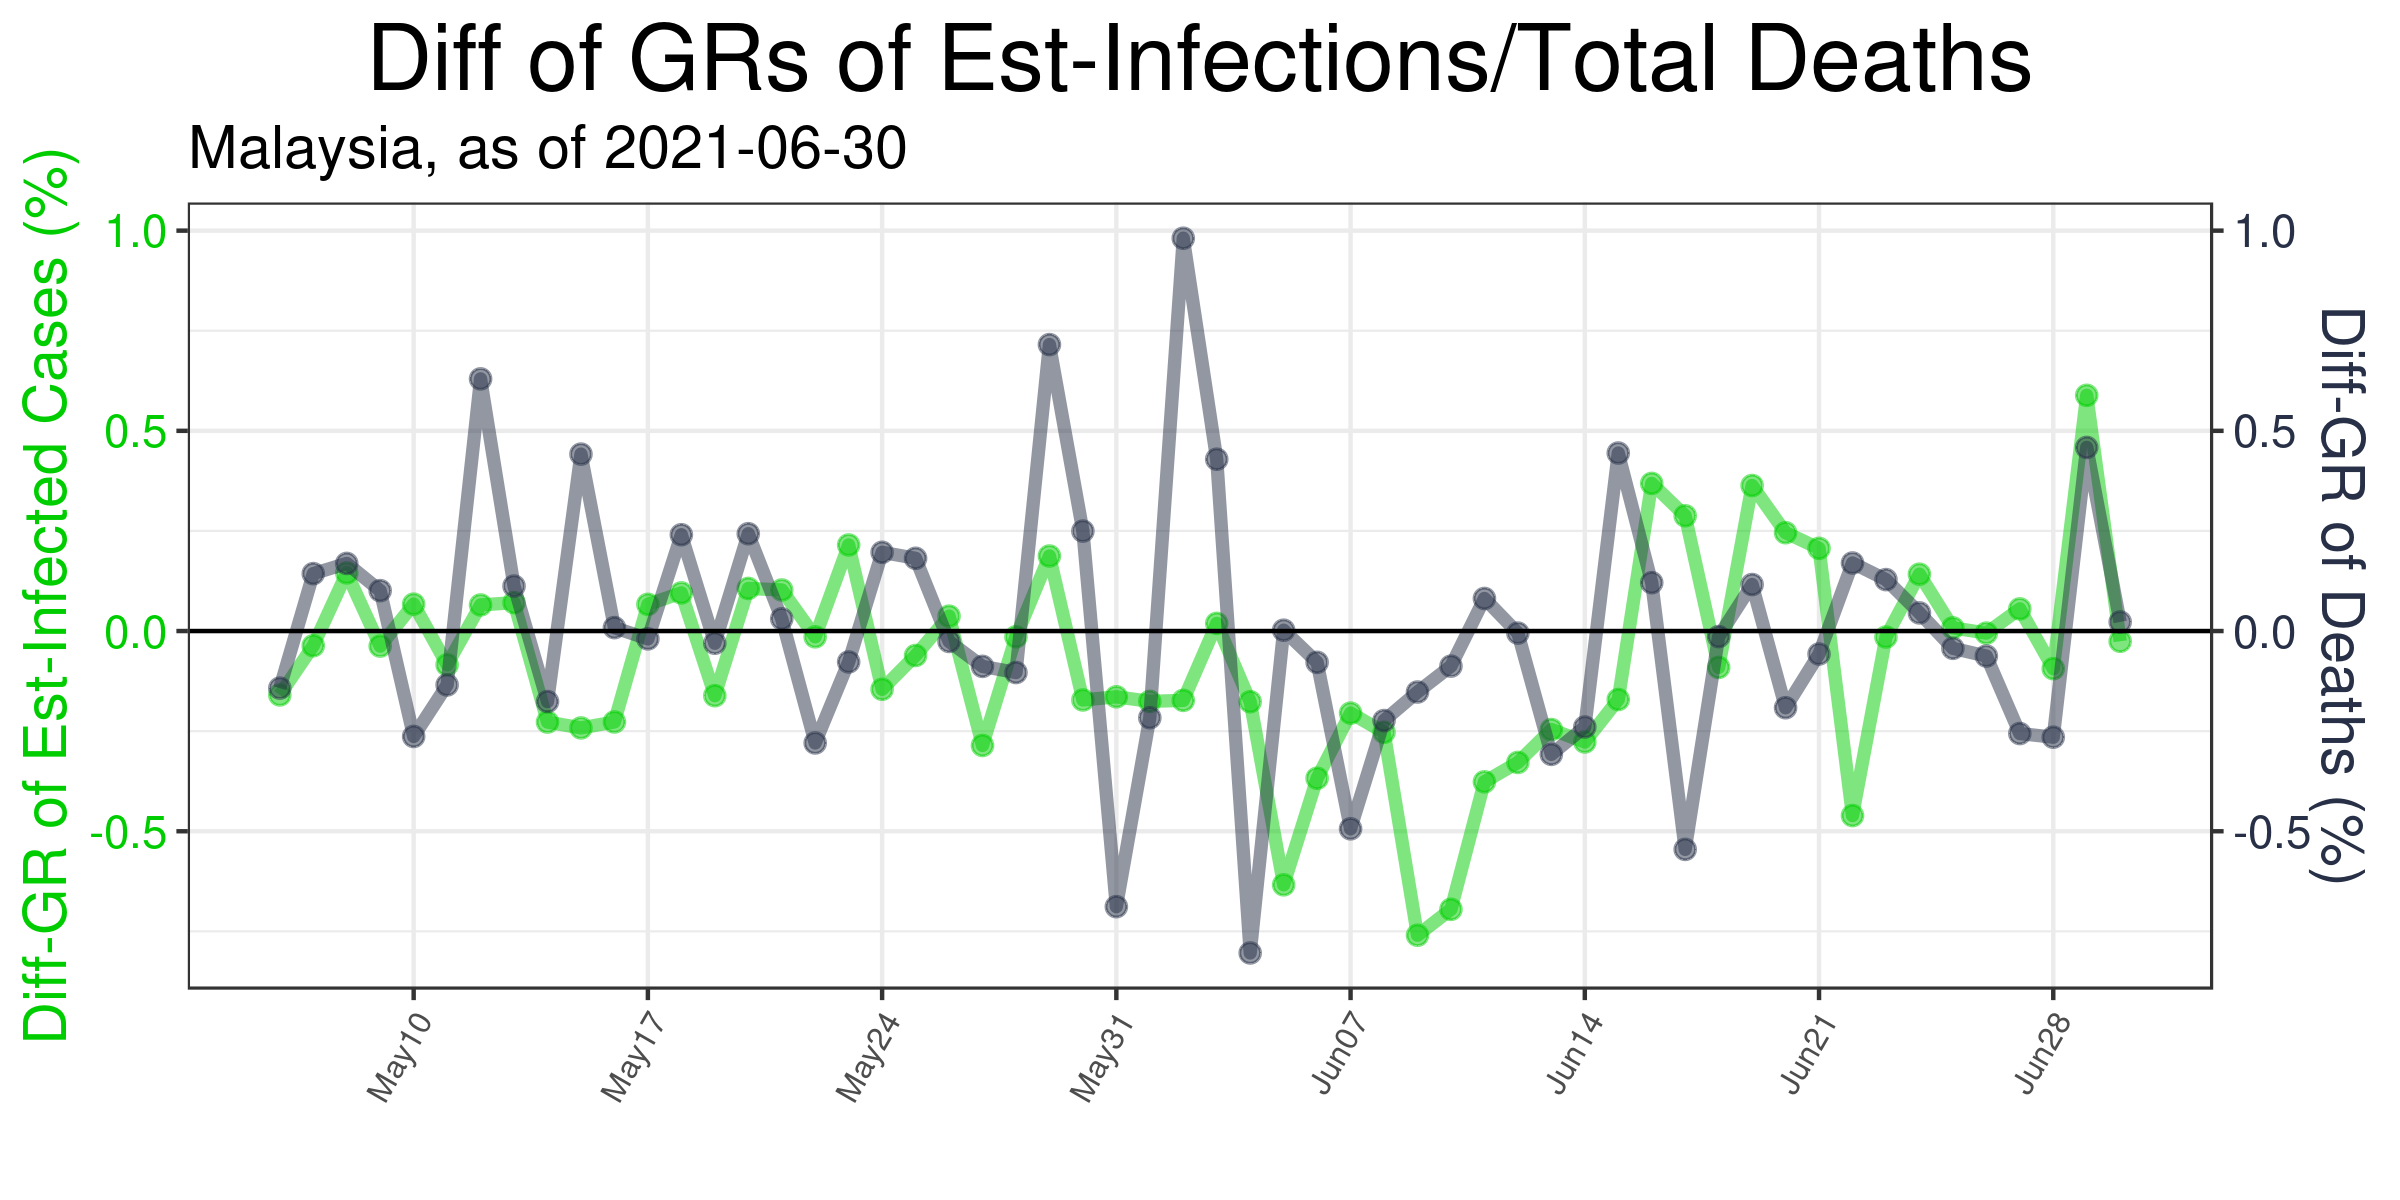 Diff of GRs of Est-Infections/Total Deaths
Malaysia, as of 2021-06-30
Diff-GR of Est-Infected Cases (%)
1.0
0.5
0.0
-0.5
1.0
0.5
0.0
-0.5
Diff-GR of Deaths (%)
May10
May17
May24
May31
Jun07
Jun14
Jun21
Jun28